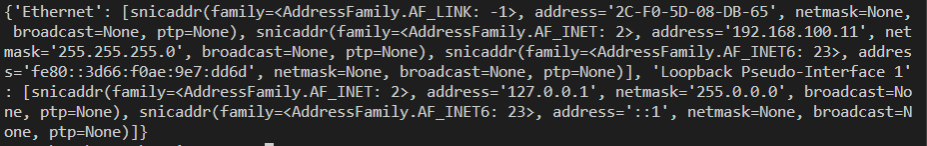 {'Ethernet': [snicaddr(family=<AddressFamily.AF_LINK: -1>, address='2C-F0-5D-08-DB-65', netmask=None,
 broadcast=None, ptp=None), snicaddr(family=<AddressFamily.AF_INET: 2>, address='192.168.100.11', net
mask='255.255.255.0', broadcast=None, ptp=None), snicaddr(family=<AddressFamily.AF_INET6: 23>, addres
s='fe80::3d66:f0ae:9e7:dd6d', netmask=None, broadcast=None, ptp=None)], 'Loopback Pseudo-Interface 1'
: [snicaddr(family=<AddressFamily.AF_INET: 2>, address='127.0.0.1', netmask='255.0.0.0', broadcast=No
ne, ptp=None), snicaddr(family=<AddressFamily.AF_INET6: 23>, address='::1', netmask=None, broadcast=N
one, ptp=None)]}